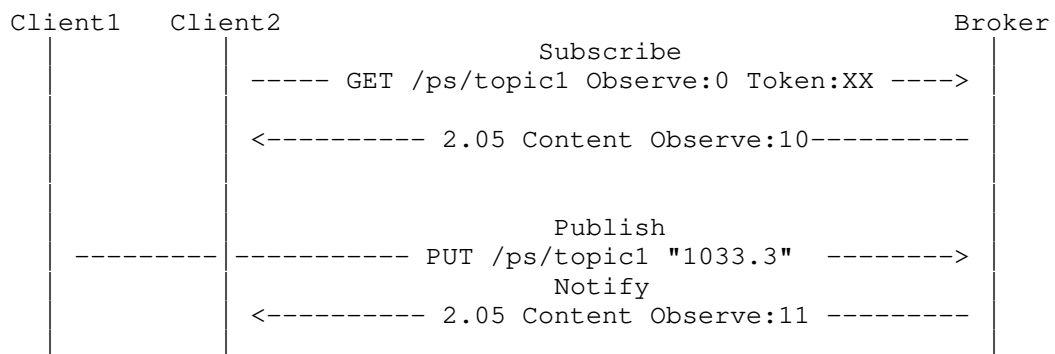 Client1 Client2 Broker
Subscribe
----- GET /ps/topic1 Observe:0 Token:XX ---->
<---------- 2.05 Content Observe:10----------
Publish
---------|----------- PUT /ps/topic1 "1033.3" -------->
Notify
<---------- 2.05 Content Observe:11 ---------